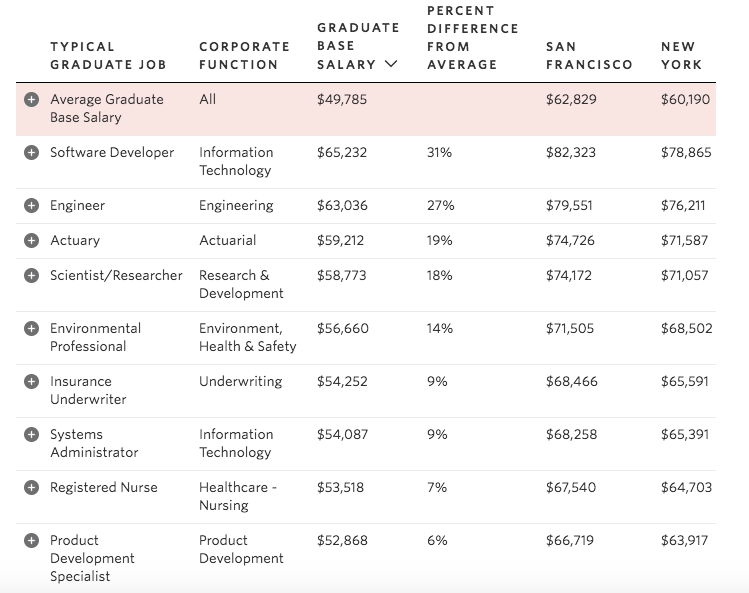 TYPICAL GRADUATE JOB CORPORATE FUNCTION GRADUATE BASE SALARY PERCENT DIFFERENCE FROM AVERAGE SAN FRANCISCO NEW YORK
Average Graduate Base Salary All $49,785 $62,829 $60,190
Software Developer Information Technology $65,232 31% $82,323 $78,865
Engineer Engineering $63,036 27% $79,551 $76,211
Actuary Actuarial $59,212 19% $74,726 $71,587
Scientist/Researcher Research & Development $58,773 18% $74,172 $71,057
Environmental Professional Environment, Health & Safety $56,660 14% $71,505 $68,502
Insurance Underwriter Underwriting $54,252 9% $68,466 $65,591
Systems Administrator Information Technology $54,087 9% $68,258 $65,391
Registered Nurse Healthcare - Nursing $53,518 7% $67,540 $64,703
Product Development Specialist Product Development $52,868 6% $66,719 $63,917